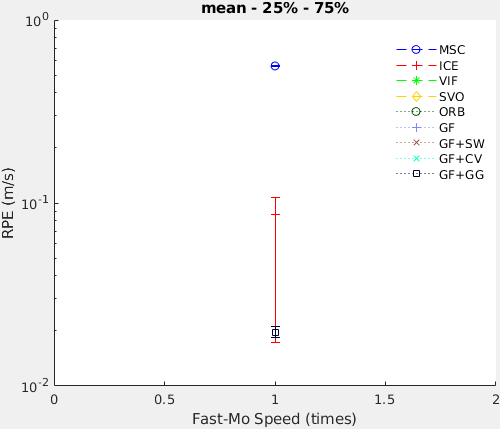 mean - 25% - 75%
10^0
10^-1
10^-2
RPE (m/s)
MSC
ICE
VIF
SVO
ORB
GF
GF+SW
GF+CV
GF+GG
0 0.5 1 1.5 2
Fast-Mo Speed (times)